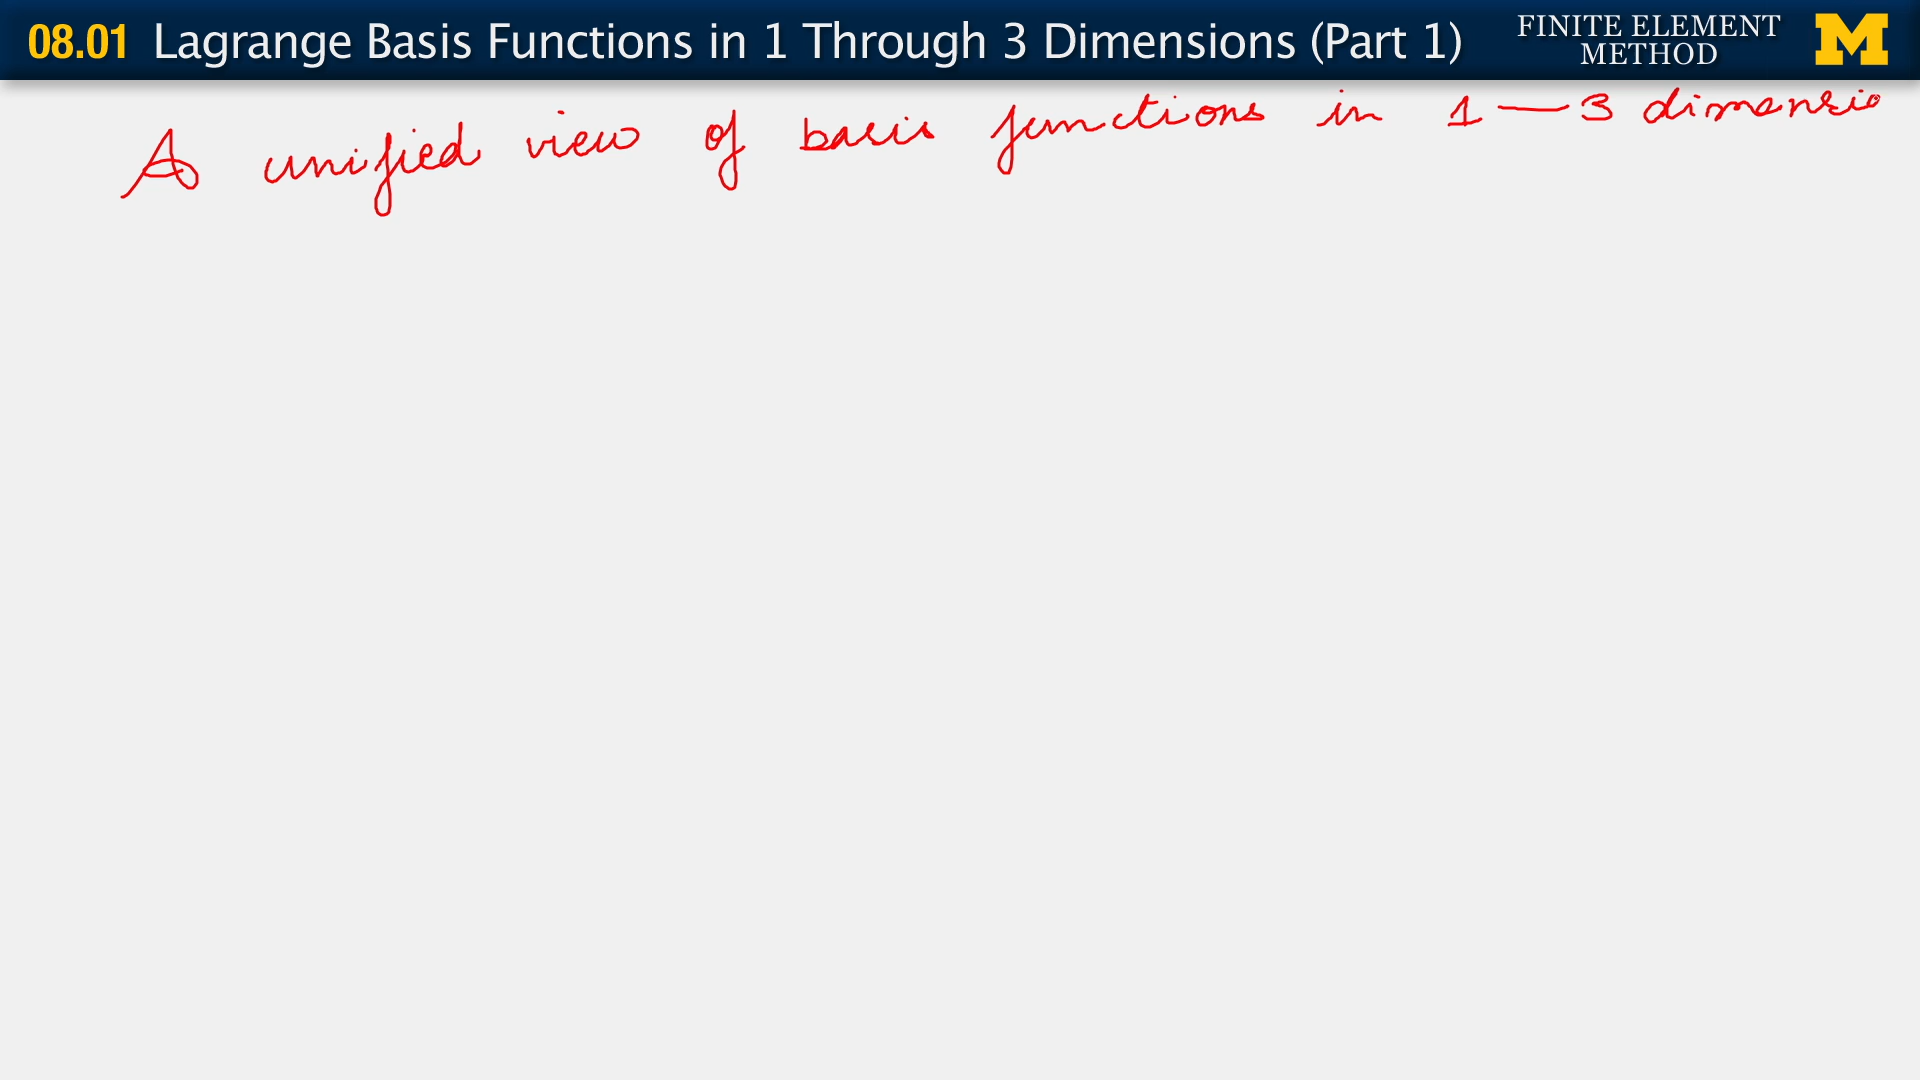 08.01 Lagrange Basis Functions in 1 Through 3 Dimensions (Part 1)
FINITE ELEMENT
METHOD
M
A unified view of basis functions in 1 — 3 dimensio